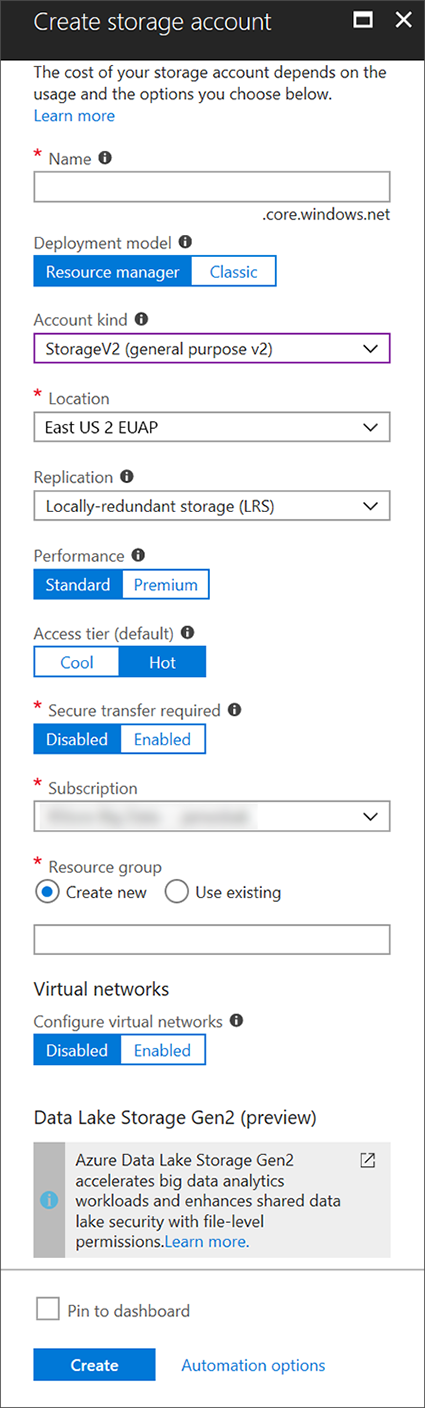 Create storage account
The cost of your storage account depends on the
usage and the options you choose below.
Learn more
* Name
.core.windows.net
Deployment model
Resource manager Classic
Account kind
StorageV2 (general purpose v2)
* Location
East US 2 EUAP
Replication
Locally-redundant storage (LRS)
Performance
Standard Premium
Access tier (default)
Cool Hot
* Secure transfer required
Disabled Enabled
* Subscription
* Resource group
Create new Use existing
Virtual networks
Configure virtual networks
Disabled Enabled
Data Lake Storage Gen2 (preview)
Azure Data Lake Storage Gen2
accelerates big data analytics
workloads and enhances shared data
lake security with file-level
permissions.Learn more.
Pin to dashboard
Create Automation options